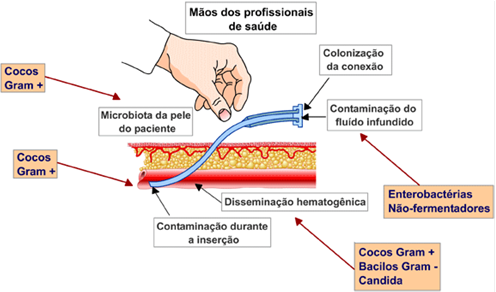 Mãos dos profissionais
de saúde
Cocos
Gram +
Colonização
da conexão
Microbiota da pele
do paciente
Contaminação do
fluído infundido
Cocos
Gram +
Enterobactérias
Não-fermentadores
Disseminação hematogênica
Contaminação durante
a inserção
Cocos Gram +
Bacilos Gram -
Candida